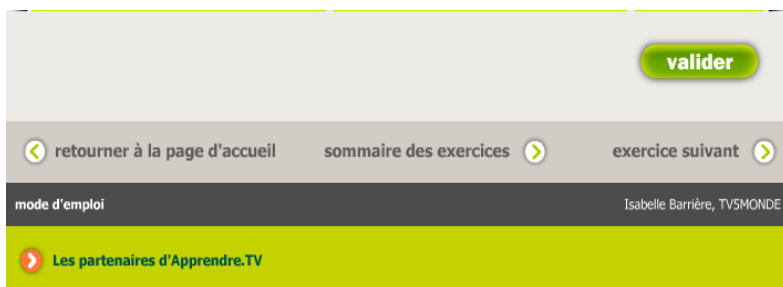 valider
retourner à la page d'accueil sommaire des exercices exercice suivant
mode d'emploi Isabelle Barrière, TV5MONDE
Les partenaires d'Apprendre.TV